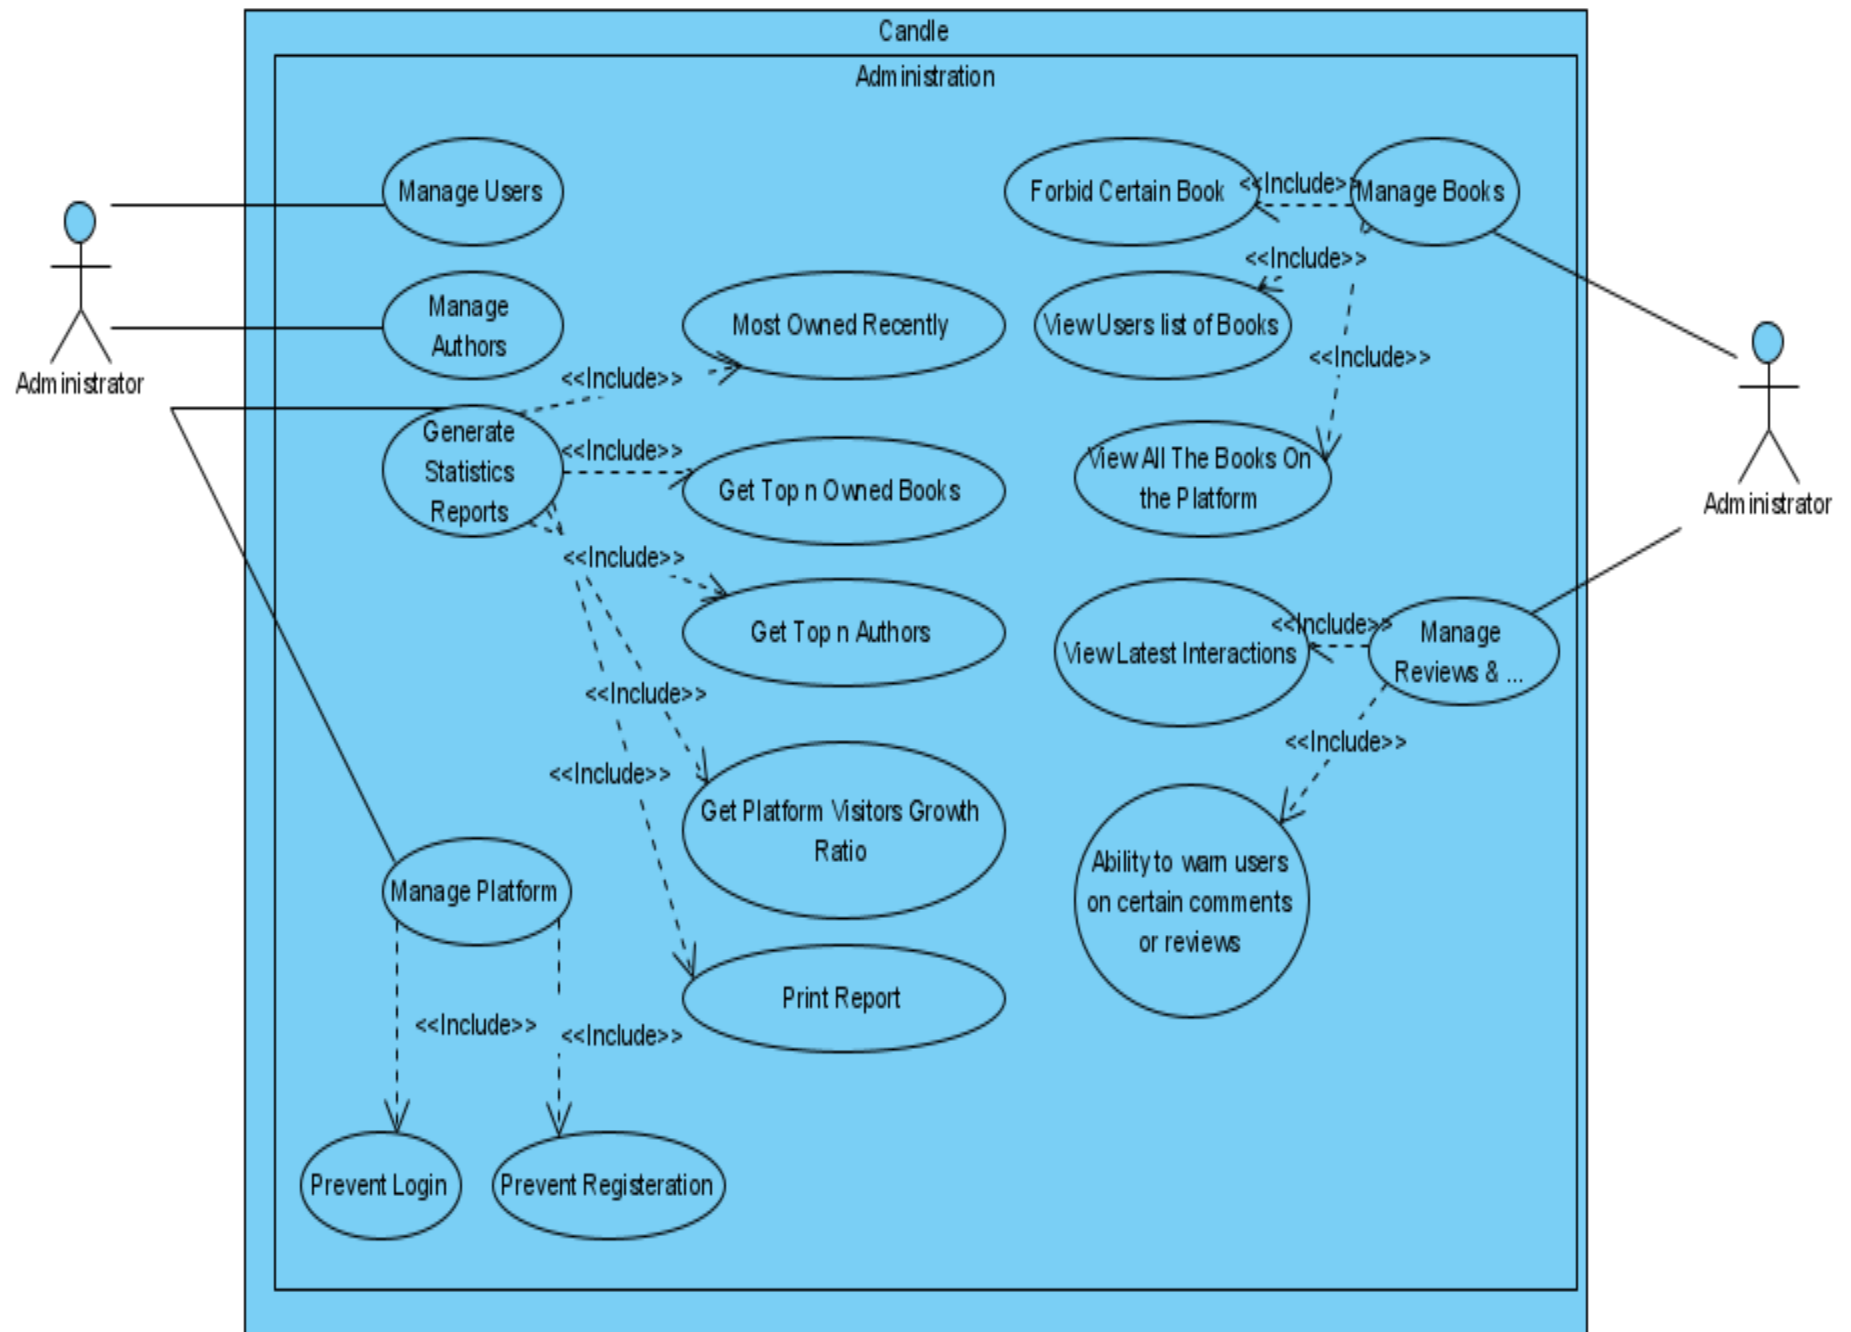 Candle
Administration
Manage Users
Forbid Certain Book
<<Include>>
Manage Books
<<Include>>
Manage
Authors
Most Owned Recently
View Users list of Books
<<Include>>
Administrator
<<Include>>
Generate
Statistics
Reports
<<Include>>
Get Top n Owned Books
View All The Books On
the Platform
Administrator
<<Include>>
Get Top n Authors
<<Include>>
View Latest Interactions
Manage
Reviews & ...
<<Include>>
<<Include>>
<<Include>>
Get Platform Visitors Growth
Ratio
Manage Platform
Ability to warn users
on certain comments
or reviews
Print Report
<<Include>>
<<Include>>
Prevent Login
Prevent Registeration